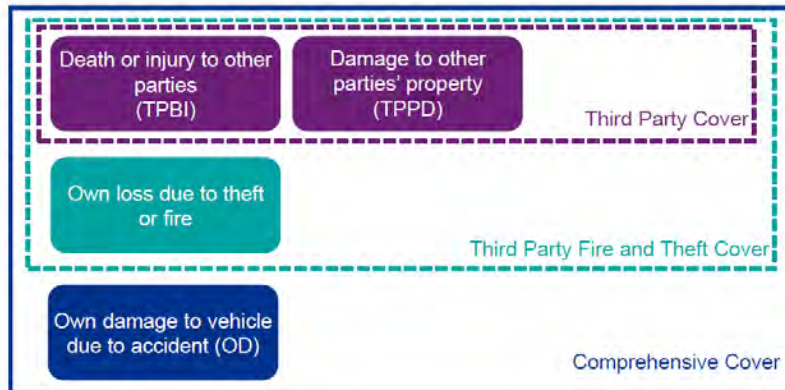 Death or injury to other
parties
(TPBI)
Damage to other
parties' property
(TPPD)
Third Party Cover
Own loss due to theft
or fire
Third Party Fire and Theft Cover
Own damage to vehicle
due to accident (OD)
Comprehensive Cover